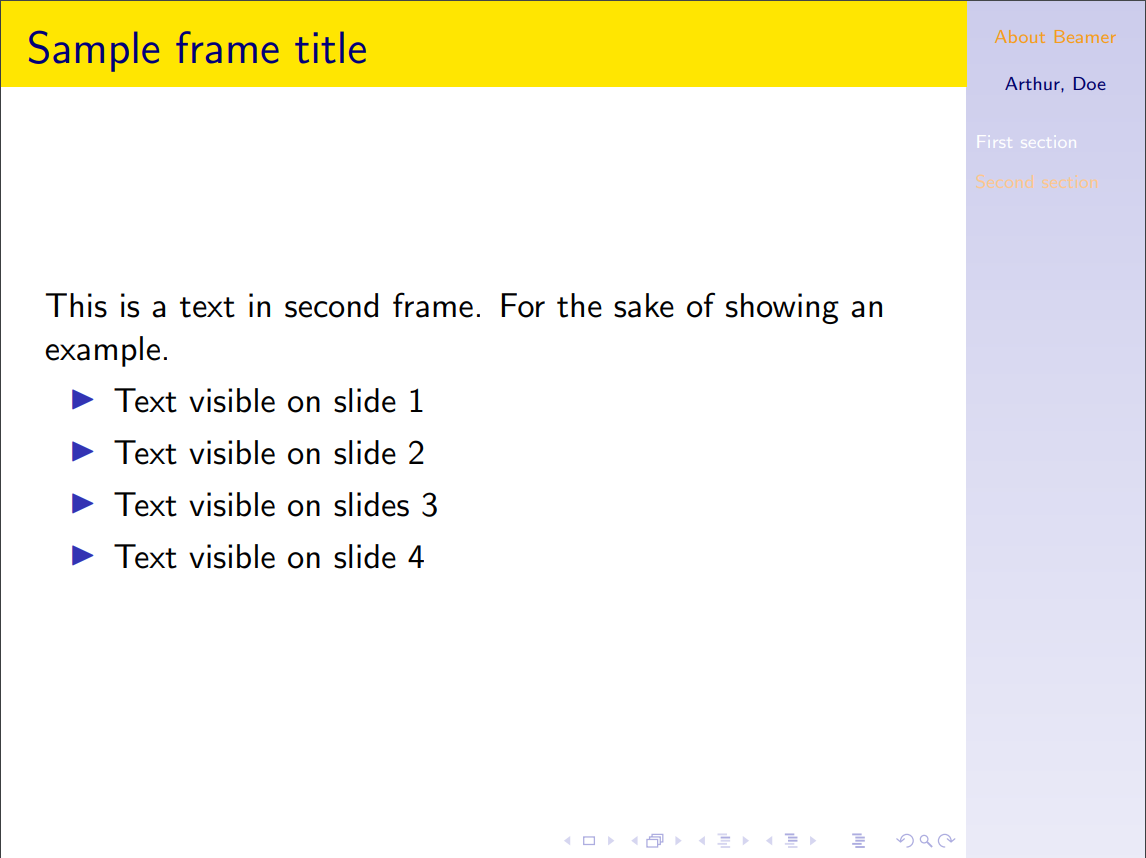 Sample frame title
About Beamer
Arthur, Doe
First section
Second section
This is a text in second frame. For the sake of showing an
example.
Text visible on slide 1
Text visible on slide 2
Text visible on slides 3
Text visible on slide 4